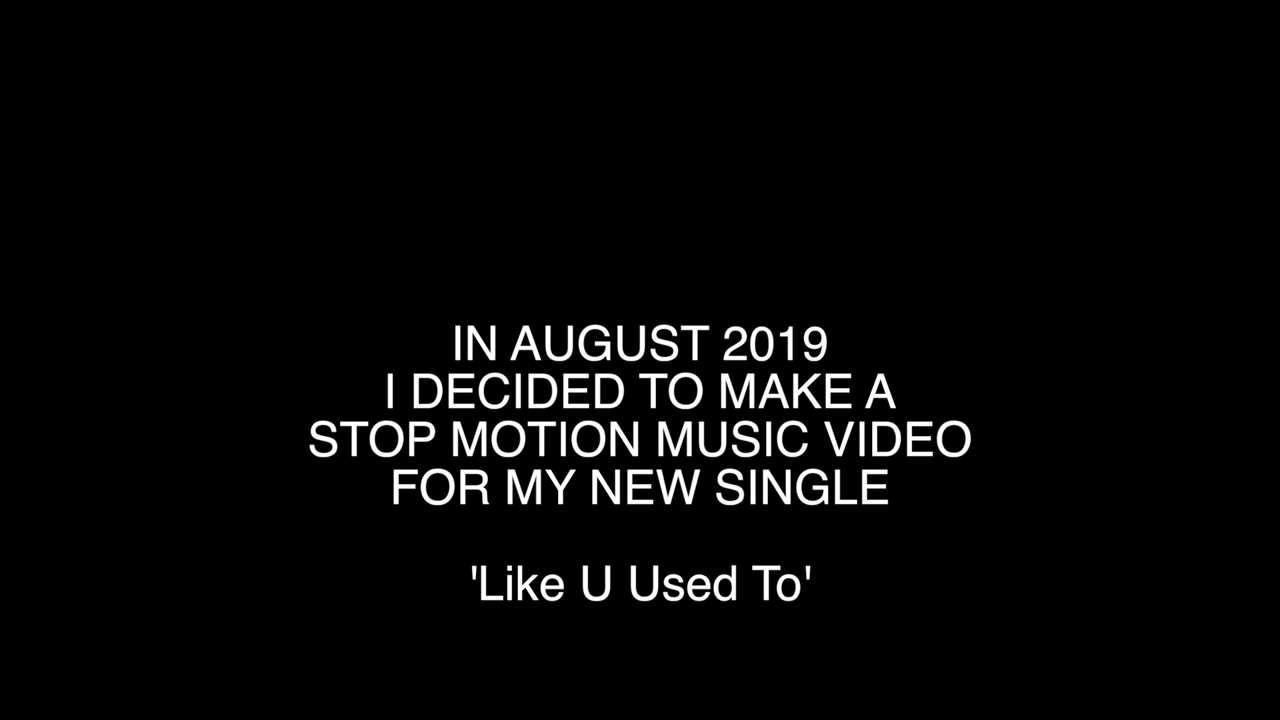 IN AUGUST 2019
I DECIDED TO MAKE A
STOP MOTION MUSIC VIDEO
FOR MY NEW SINGLE
'Like U Used To'